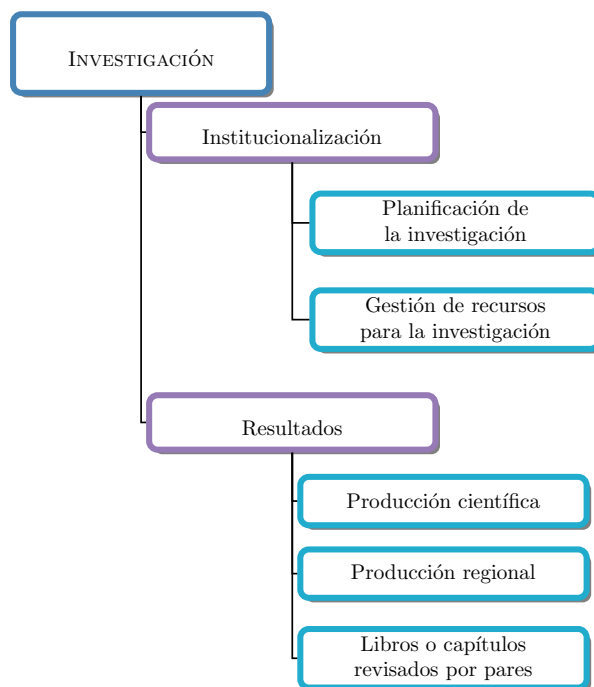 INVESTIGACIÓN
Institucionalización
Planificación de
la investigación
Gestión de recursos
para la investigación
Resultados
Producción científica
Producción regional
Libros o capítulos
revisados por pares